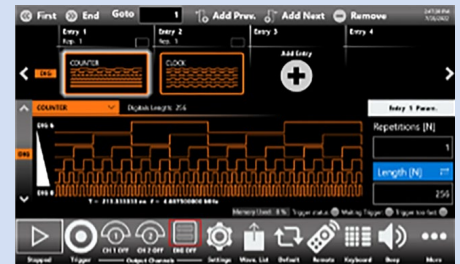 First End Goto 1 Add Prev. Add Next Remove
Entry 1 Entry 2 Entry 3 Entry 4
Rep. 1 Rep. 1
Add Entry
COUNTER CLOCK
DIG
COUNTER Digitals Length: 256 Entry 1 Param.
Repetitions [N]
1
DIG
Length [N]
256
Memory Used: 0 % Trigger status: Waiting Trigger: Trigger too fast:
CH 1 OFF CH 2 OFF DIG OFF
Stopped Trigger Output Channels Settings Wave. List Default Remote Keyboard Beep More